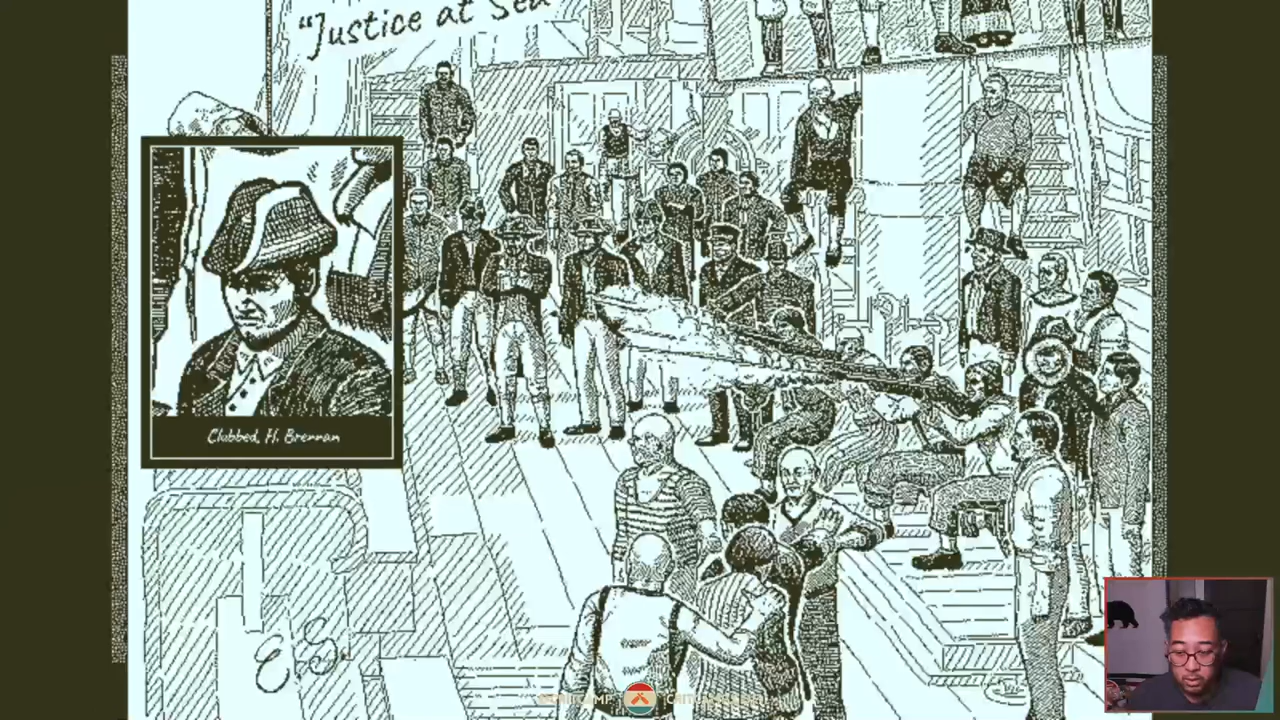 "Justice at Sea
Clubbed, H. Brennan
E.S.